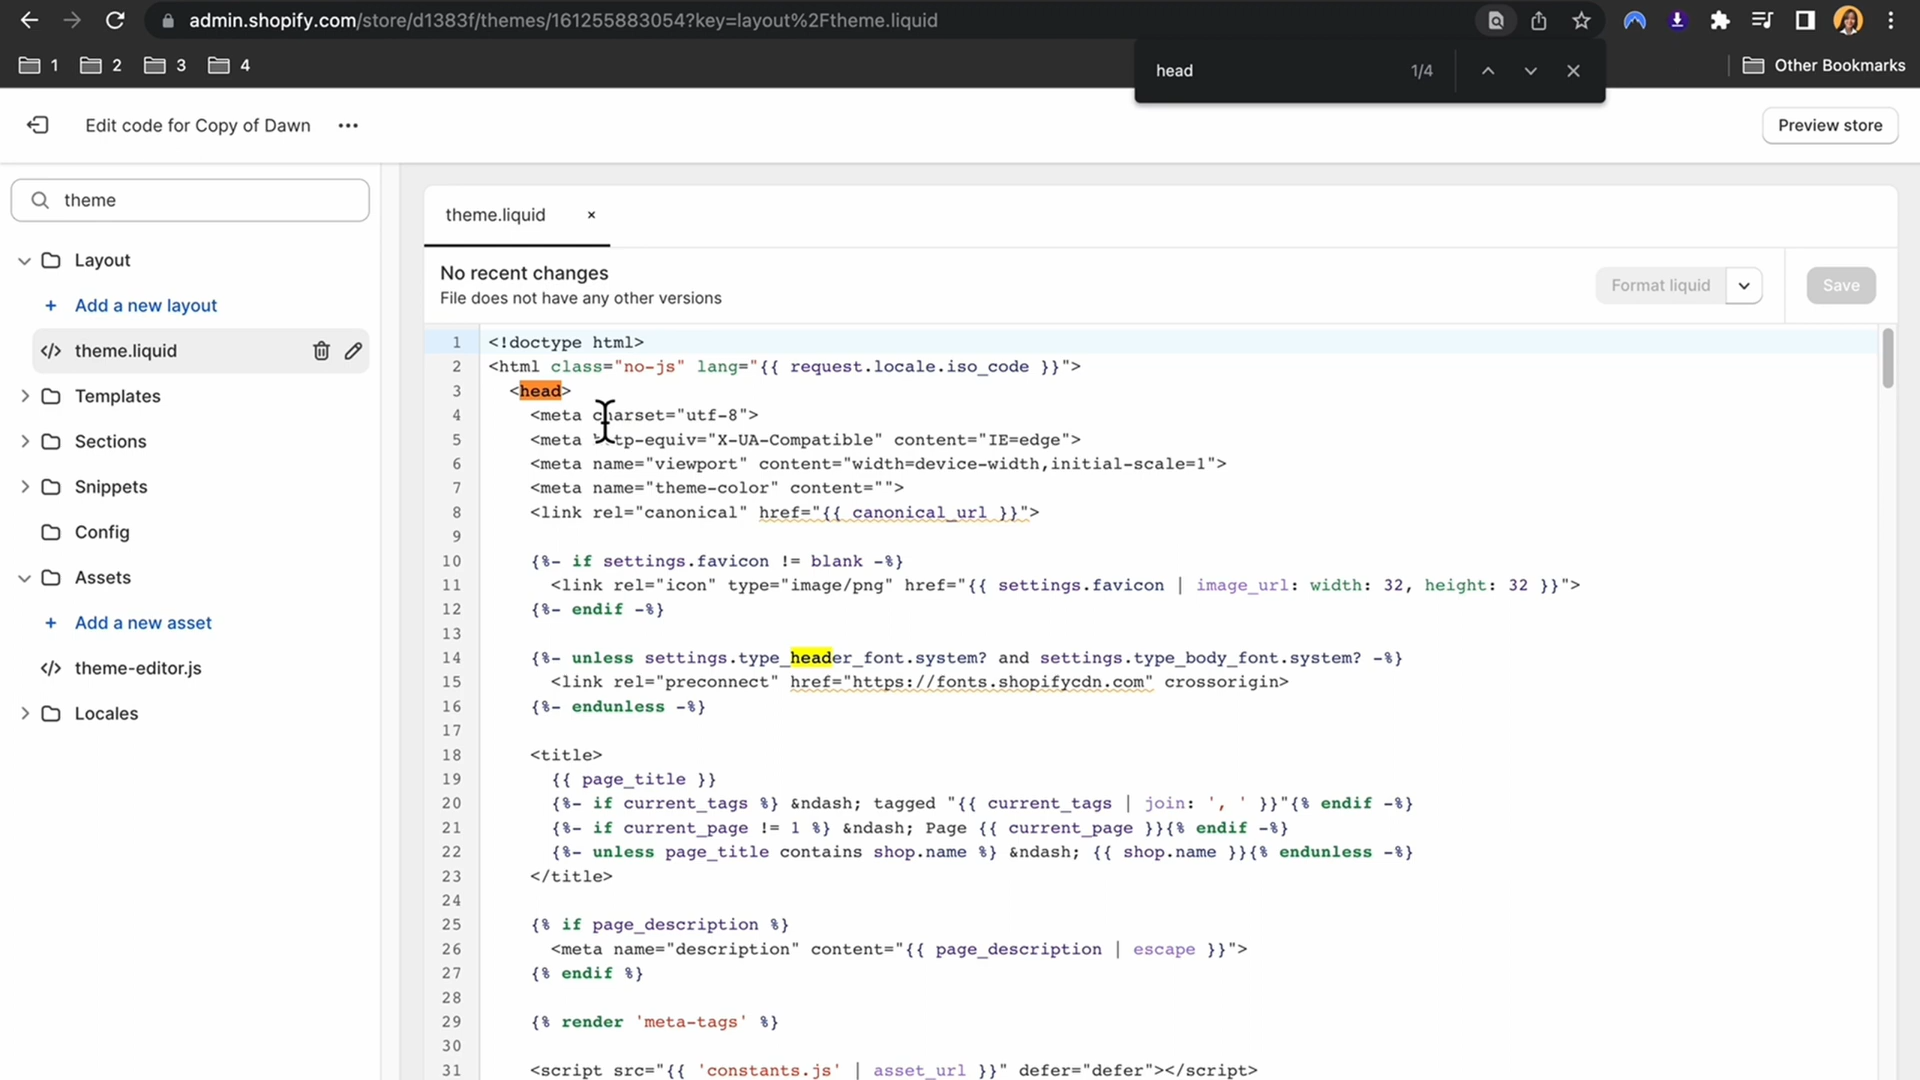 admin.shopify.com/store/d1383f/themes/161255883054?key=layout%2Ftheme.liquid
1
2
3
4
head
1/4
Other Bookmarks
Edit code for Copy of Dawn
Preview store
theme
Layout
+ Add a new layout
</> theme.liquid
Templates
Sections
Snippets
Config
Assets
+ Add a new asset
</> theme-editor.js
Locales
theme.liquid ×
No recent changes
File does not have any other versions
Format liquid
Save
1 <!doctype html>
2 <html class="no-js" lang="{{ request.locale.iso_code }}">
3 <head>
4 <meta charset="utf-8">
5 <meta http-equiv="X-UA-Compatible" content="IE=edge">
6 <meta name="viewport" content="width=device-width,initial-scale=1">
7 <meta name="theme-color" content="">
8 <link rel="canonical" href="{{ canonical_url }}">
9
10 {%- if settings.favicon != blank -%}
11 <link rel="icon" type="image/png" href="{{ settings.favicon | image_url: width: 32, height: 32 }}">
12 {%- endif -%}
13
14 {%- unless settings.type_header_font.system? and settings.type_body_font.system? -%}
15 <link rel="preconnect" href="https://fonts.shopifycdn.com" crossorigin>
16 {%- endunless -%}
17
18 <title>
19 {{ page_title }}
20 {%- if current_tags %} &ndash; tagged "{{ current_tags | join: ', ' }}"{% endif -%}
21 {%- if current_page != 1 %} &ndash; Page {{ current_page }}{% endif -%}
22 {%- unless page_title contains shop.name %} &ndash; {{ shop.name }}{% endunless -%}
23 </title>
24
25 {% if page_description %}
26 <meta name="description" content="{{ page_description | escape }}">
27 {% endif %}
28
29 {% render 'meta-tags' %}
30
31 <script src="{{ 'constants.js' | asset_url }}" defer="defer"></script>